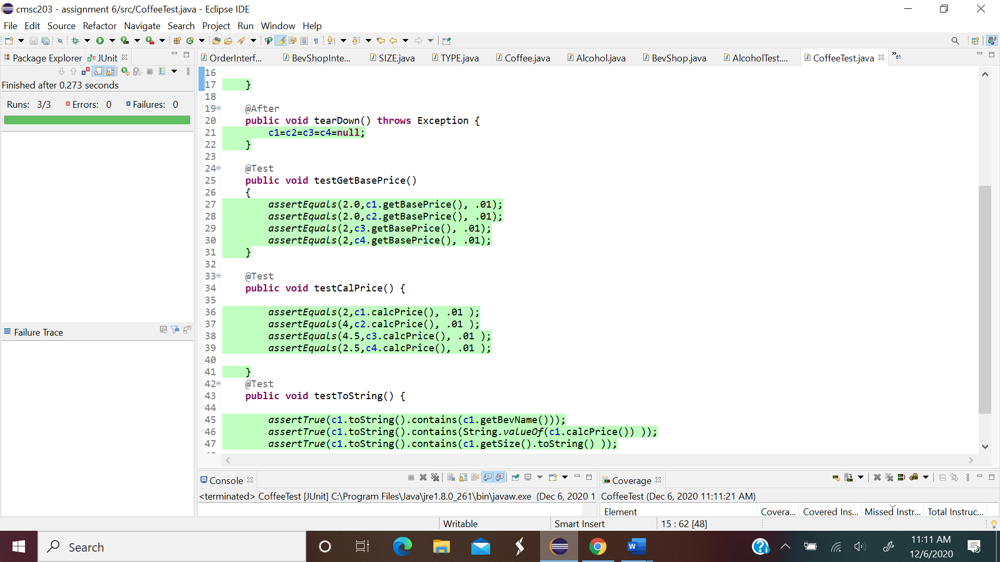 cmsc203 - assignment 6/src/CoffeeTest.java - Eclipse IDE
File Edit Source Refactor Navigate Search Project Run Window Help
Package Explorer JUnit
Finished after 0.273 seconds
Runs: 3/3 Errors: 0 Failures: 0
Failure Trace
OrderInterf... BevShopInte... SIZE.java TYPE.java Coffee.java Alcohol.java BevShop.java AlcoholTest.... CoffeeTest.java »61
16
17 }
18
19 @After
20 public void tearDown() throws Exception {
21 c1=c2=c3=c4=null;
22 }
23
24 @Test
25 public void testGetBasePrice()
26 {
27 assertEquals(2.0,c1.getBasePrice(), .01);
28 assertEquals(2.0,c2.getBasePrice(), .01);
29 assertEquals(2,c3.getBasePrice(), .01);
30 assertEquals(2,c4.getBasePrice(), .01);
31 }
32
33 @Test
34 public void testCalPrice() {
35
36 assertEquals(2,c1.calcPrice(), .01 );
37 assertEquals(4,c2.calcPrice(), .01 );
38 assertEquals(4.5,c3.calcPrice(), .01 );
39 assertEquals(2.5,c4.calcPrice(), .01 );
40
41 }
42 @Test
43 public void testToString() {
44
45 assertTrue(c1.toString().contains(c1.getBevName()));
46 assertTrue(c1.toString().contains(String.valueOf(c1.calcPrice()) ));
47 assertTrue(c1.toString().contains(c1.getSize().toString() ));
Console
<terminated> CoffeeTest [JUnit] C:\Program Files\Java\jre1.8.0_261\bin\javaw.exe (Dec 6, 2020 1
Coverage
CoffeeTest (Dec 6, 2020 11:11:21 AM)
Element Covera... Covered Ins... Missed Instr... Total Instruc...
Writable Smart Insert 15 : 62 [48]
Search
11:11 AM
12/6/2020